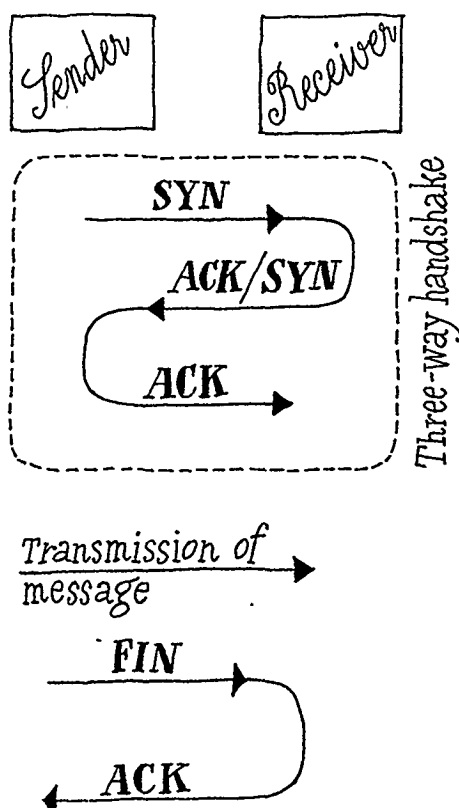 Sender
Receiver
SYN
ACK/SYN
ACK
Three-way handshake
Transmission of
message
FIN
ACK